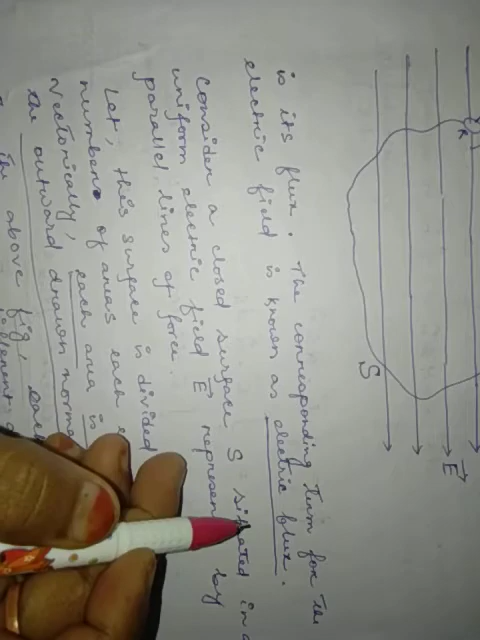 E
S
is its flux. The corresponding term for the
electric field is known as electric flux.
Consider a closed surface S situated in a
uniform electric field E represen by
parallel lines of force.
Let, this surface is divided
number of areas each
Vectorically, each area is
the outward drawn norma
the above fig, each